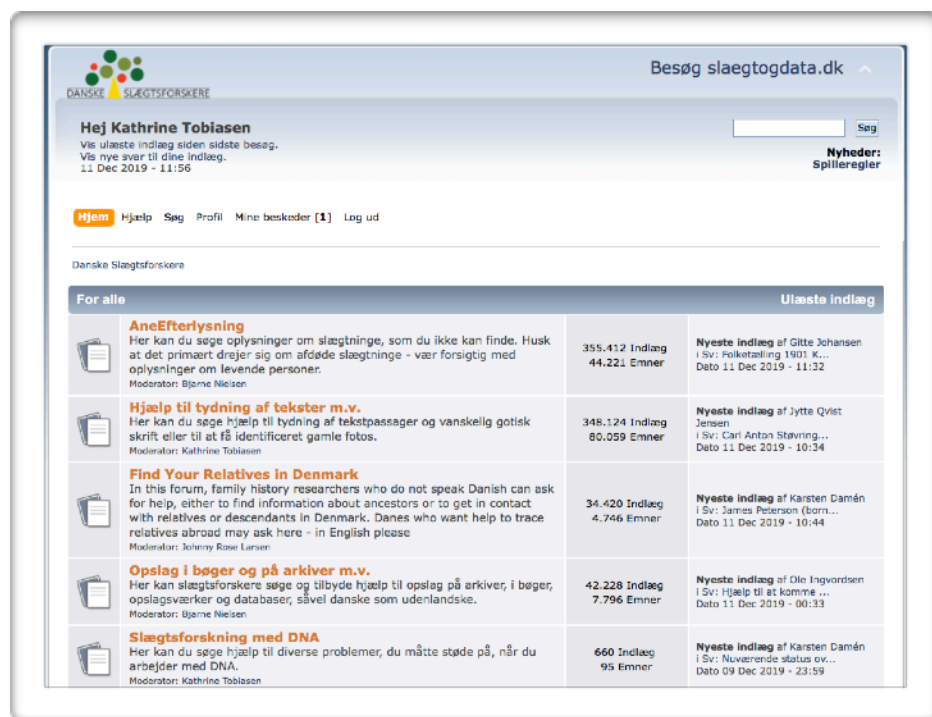 DANSKE SLÆGTSFORSKERE
Besøg slaegtogdata.dk
Hej Kathrine Tobiasen
Vis ulæste indlæg siden sidste besøg.
Vis nye svar til dine indlæg.
11 Dec 2019 - 11:56
Søg
Nyheder:
Spilleregler
Hjem Hjælp Søg Profil Mine beskeder [1] Log ud
Danske Slægtsforskere
For alle
Ulæste indlæg
AneEfterlysning
Her kan du søge oplysninger om slægtninge, som du ikke kan finde. Husk
at det primært drejer sig om afdøde slægtninge - vær forsigtig med
oplysninger om levende personer.
Moderator: Bjarne Nielsen
355.412 Indlæg
44.221 Emner
Nyeste indlæg af Gitte Johansen
i Sv: Folketælling 1901 K...
Dato 11 Dec 2019 - 11:32
Hjælp til tydning af tekster m.v.
Her kan du søge hjælp til tydning af tekstpassager og vanskelig gotisk
skrift eller til at få identificeret gamle fotos.
Moderator: Kathrine Tobiasen
348.124 Indlæg
80.059 Emner
Nyeste indlæg af Jytte Qvist
Jensen
i Sv: Carl Anton Støvring...
Dato 11 Dec 2019 - 10:34
Find Your Relatives in Denmark
In this forum, family history researchers who do not speak Danish can ask
for help, either to find information about ancestors or to get in contact
with relatives or descendants in Denmark. Danes who want help to trace
relatives abroad may ask here - in English please
Moderator: Johnny Rose Larsen
34.420 Indlæg
4.746 Emner
Nyeste indlæg af Karsten Damén
i Sv: James Peterson (born...
Dato 11 Dec 2019 - 10:44
Opslag i bøger og på arkiver m.v.
Her kan slægtsforskere søge og tilbyde hjælp til opslag på arkiver, i bøger,
opslagsværker og databaser, såvel danske som udenlandske.
Moderator: Bjarne Nielsen
42.228 Indlæg
7.796 Emner
Nyeste indlæg af Ole Ingvordsen
i Sv: Hjælp til at komme ...
Dato 11 Dec 2019 - 00:33
Slægtsforskning med DNA
Her kan du søge hjælp til diverse problemer, du måtte støde på, når du
arbejder med DNA.
Moderator: Kathrine Tobiasen
660 Indlæg
95 Emner
Nyeste indlæg af Karsten Damén
i Sv: Nuværende status ov...
Dato 09 Dec 2019 - 23:59